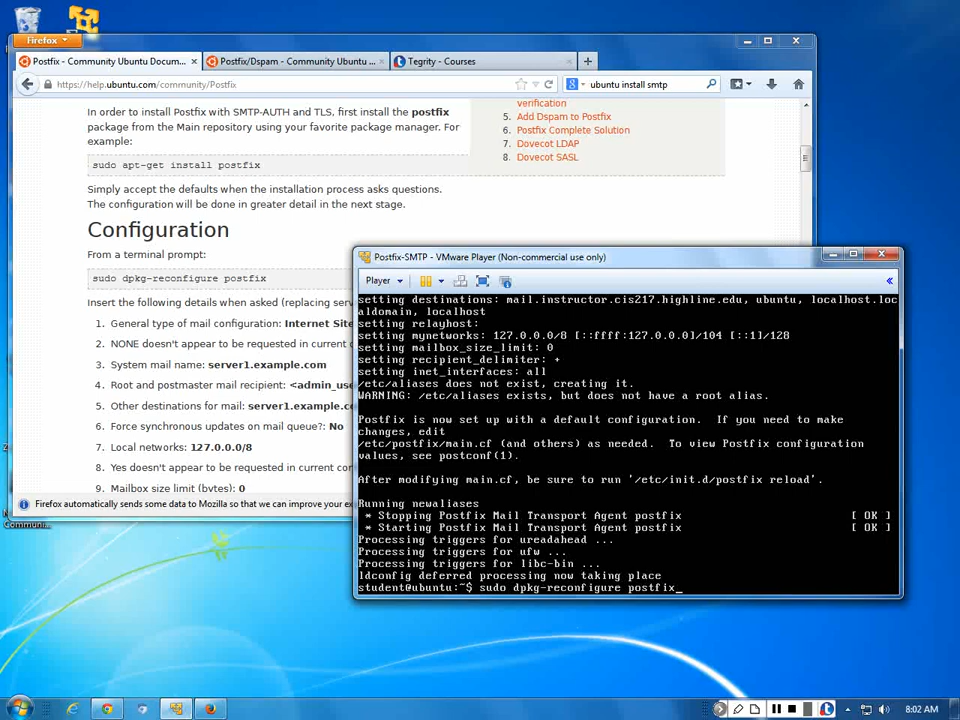 Firefox
Postfix - Community Ubuntu Docum...
Postfix/Dspam - Community Ubuntu ...
Tegrity - Courses
https://help.ubuntu.com/community/Postfix
ubuntu install smtp
In order to install Postfix with SMTP-AUTH and TLS, first install the postfix
package from the Main repository using your favorite package manager. For
example:
sudo apt-get install postfix
verification
5. Add Dspam to Postfix
6. Postfix Complete Solution
7. Dovecot LDAP
8. Dovecot SASL
Simply accept the defaults when the installation process asks questions.
The configuration will be done in greater detail in the next stage.
Configuration
From a terminal prompt:
sudo dpkg-reconfigure postfix
Insert the following details when asked (replacing ser
1. General type of mail configuration: Internet Site
2. NONE doesn't appear to be requested in current c
3. System mail name: server1.example.com
4. Root and postmaster mail recipient: <admin_use
5. Other destinations for mail: server1.example.c
6. Force synchronous updates on mail queue?: No
7. Local networks: 127.0.0.0/8
8. Yes doesn't appear to be requested in current co
9. Mailbox size limit (bytes): 0
Firefox automatically sends some data to Mozilla so that we can improve your ex
Communi...
Postfix-SMTP - VMware Player (Non-commercial use only)
Player
setting destinations: mail.instructor.cis217.highline.edu, ubuntu, localhost.loc
aldomain, localhost
setting relayhost:
setting mynetworks: 127.0.0.0/8 [::ffff:127.0.0.0]/104 [::1]/128
setting mailbox_size_limit: 0
setting recipient_delimiter: +
setting inet_interfaces: all
/etc/aliases does not exist, creating it.
WARNING: /etc/aliases exists, but does not have a root alias.
Postfix is now set up with a default configuration.  If you need to make
changes, edit
/etc/postfix/main.cf (and others) as needed.  To view Postfix configuration
values, see postconf(1).
After modifying main.cf, be sure to run '/etc/init.d/postfix reload'.
Running newaliases
* Stopping Postfix Mail Transport Agent postfix [ OK ]
* Starting Postfix Mail Transport Agent postfix [ OK ]
Processing triggers for ureadahead ...
Processing triggers for ufw ...
Processing triggers for libc-bin ...
ldconfig deferred processing now taking place
student@ubuntu:~$ sudo dpkg-reconfigure postfix_
8:02 AM